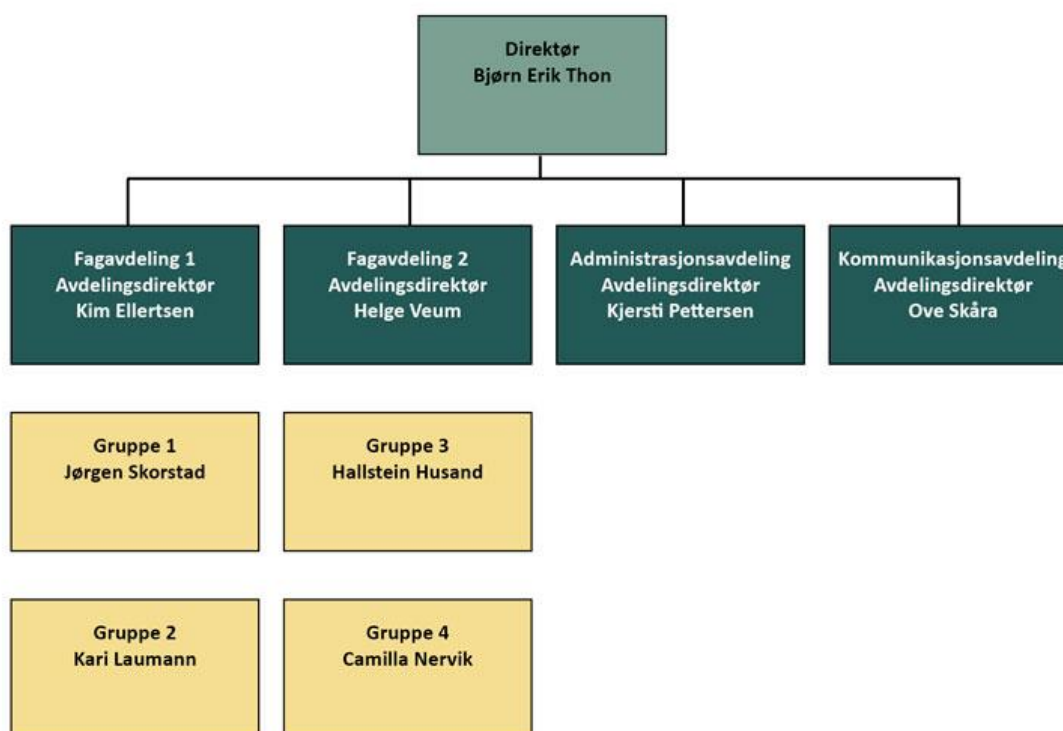 Direktør
Bjørn Erik Thon
Fagavdeling 1
Avdelingsdirektør
Kim Ellertsen
Fagavdeling 2
Avdelingsdirektør
Helge Veum
Administrasjonsavdeling
Avdelingsdirektør
Kjersti Pettersen
Kommunikasjonsavdeling
Avdelingsdirektør
Ove Skåra
Gruppe 1
Jørgen Skorstad
Gruppe 3
Hallstein Husand
Gruppe 2
Kari Laumann
Gruppe 4
Camilla Nervik